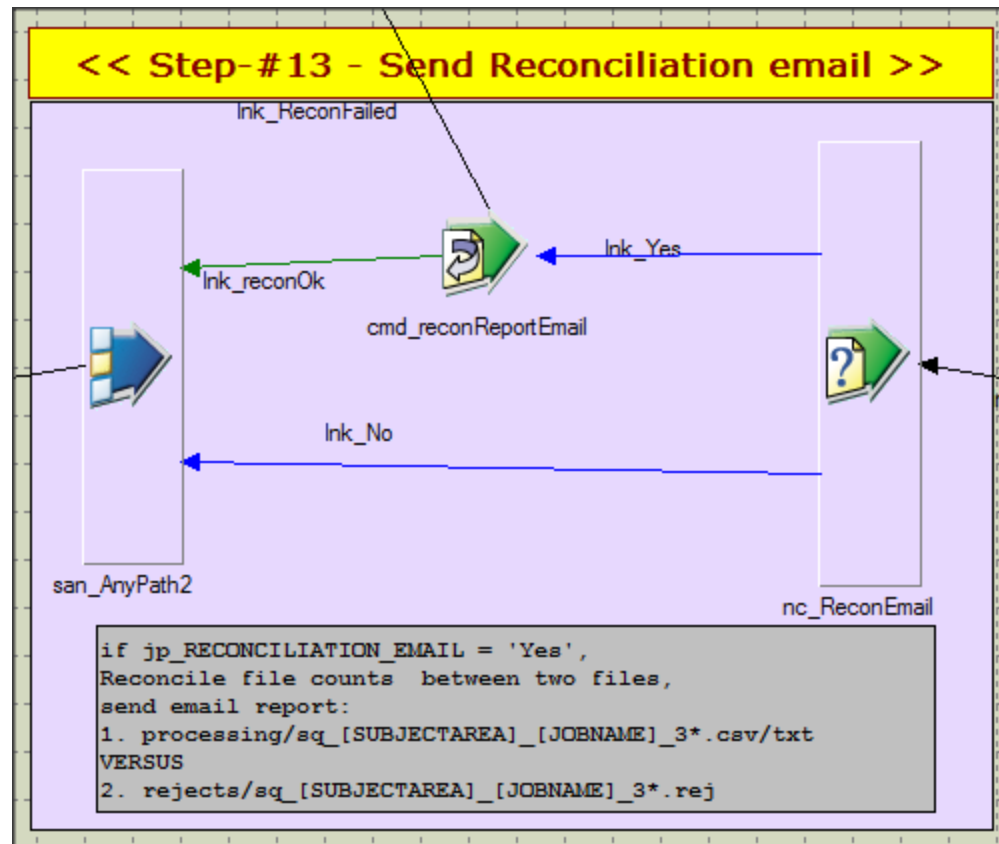 << Step-#13 - Send Reconciliation email >>
lnk_ReconFailed
lnk_Yes
lnk_reconOk
cmd_reconReportEmail
lnk_No
san_AnyPath2
nc_ReconEmail
if jp_RECONCILIATION_EMAIL = 'Yes',
Reconcile file counts  between two files,
send email report:
1. processing/sq_[SUBJECTAREA]_[JOBNAME]_3*.csv/txt
VERSUS
2. rejects/sq_[SUBJECTAREA]_[JOBNAME]_3*.rej